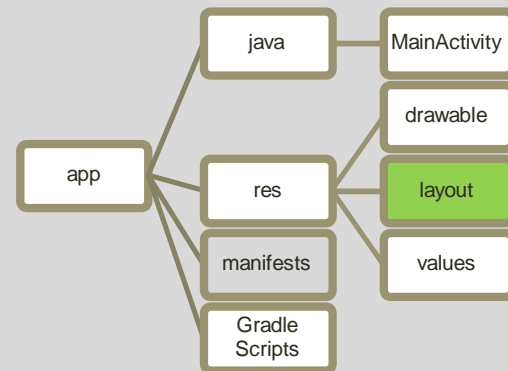 java
MainActivity
drawable
app
res
layout
manifests
values
Gradle
Scripts